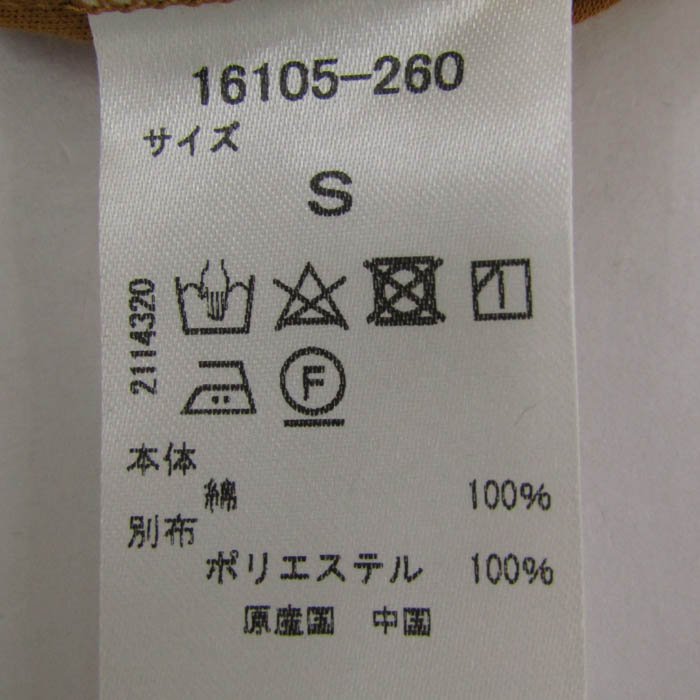 16105-260
サイズ
S
2114320
F
本体
綿 100%
別布
ポリエステル 100%
原産国 中国